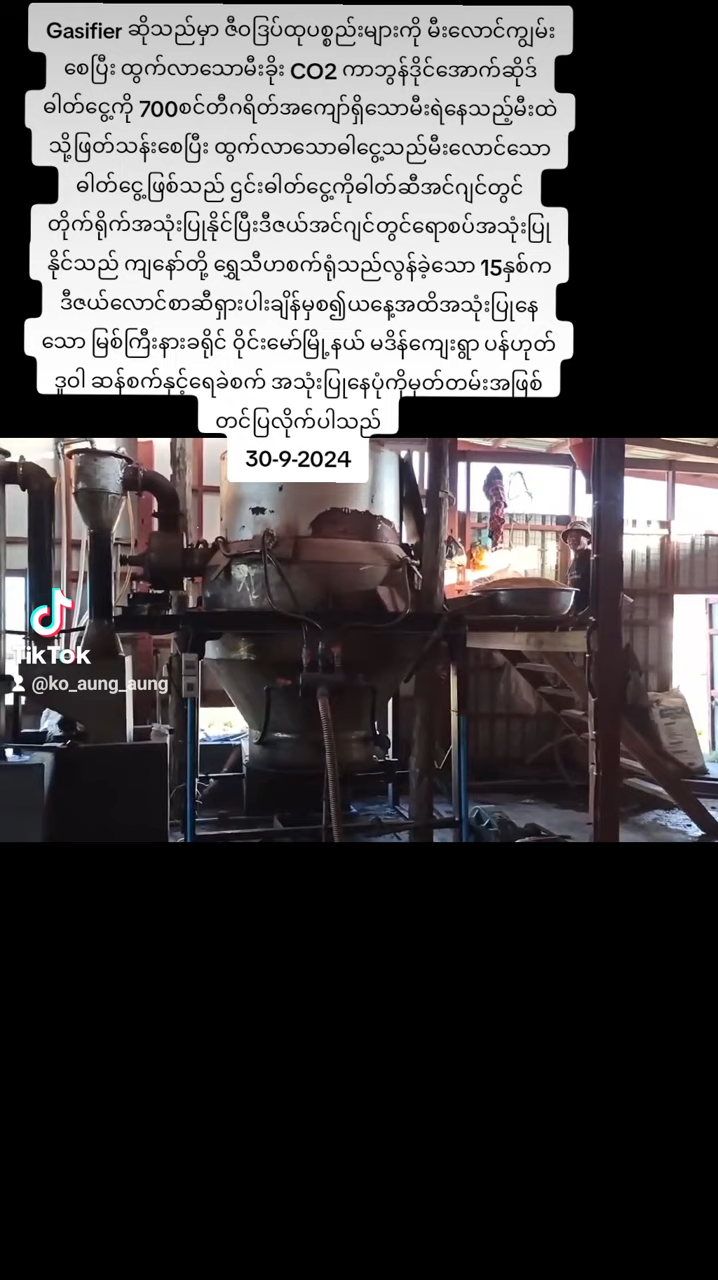 Gasifier ဆိုသည်မှာ ဇီဝဒြပ်ထုပစ္စည်းများကို မီးလောင်ကျွမ်း
စေပြီး ထွက်လာသောမီးခိုး CO2 ကာဘွန်ဒိုင်အောက်ဆိုဒ်
ဓါတ်ငွေ့ကို 700စင်တီဂရိတ်အကျော်ရှိသောမီးရဲနေသည့်မီးထဲ
သို့ဖြတ်သန်းစေပြီး ထွက်လာသောဓါငွေ့သည်မီးလောင်သော
ဓါတ်ငွေ့ဖြစ်သည် ၎င်းဓါတ်ငွေ့ကိုဓါတ်ဆီအင်ဂျင်တွင်
တိုက်ရိုက်အသုံးပြုနိုင်ပြီးဒီဇယ်အင်ဂျင်တွင်ရောစပ်အသုံးပြု
နိုင်သည် ကျနော်တို့ ရွှေသီဟစက်ရုံသည်လွန်ခဲ့သော 15နှစ်က
ဒီဇယ်လောင်စာဆီရှားပါးချိန်မှစ၍ယနေ့အထိအသုံးပြုနေ
သော မြစ်ကြီးနားခရိုင် ဝိုင်းမော်မြို့နယ် မဒိန်ကျေးရွာ ပန်ဟုတ်
ဒူဝါ ဆန်စက်နှင့်ရေခဲစက် အသုံးပြုနေပုံကိုမှတ်တမ်းအဖြစ်
တင်ပြလိုက်ပါသည်
30-9-2024
TikTok
@ko_aung_aung